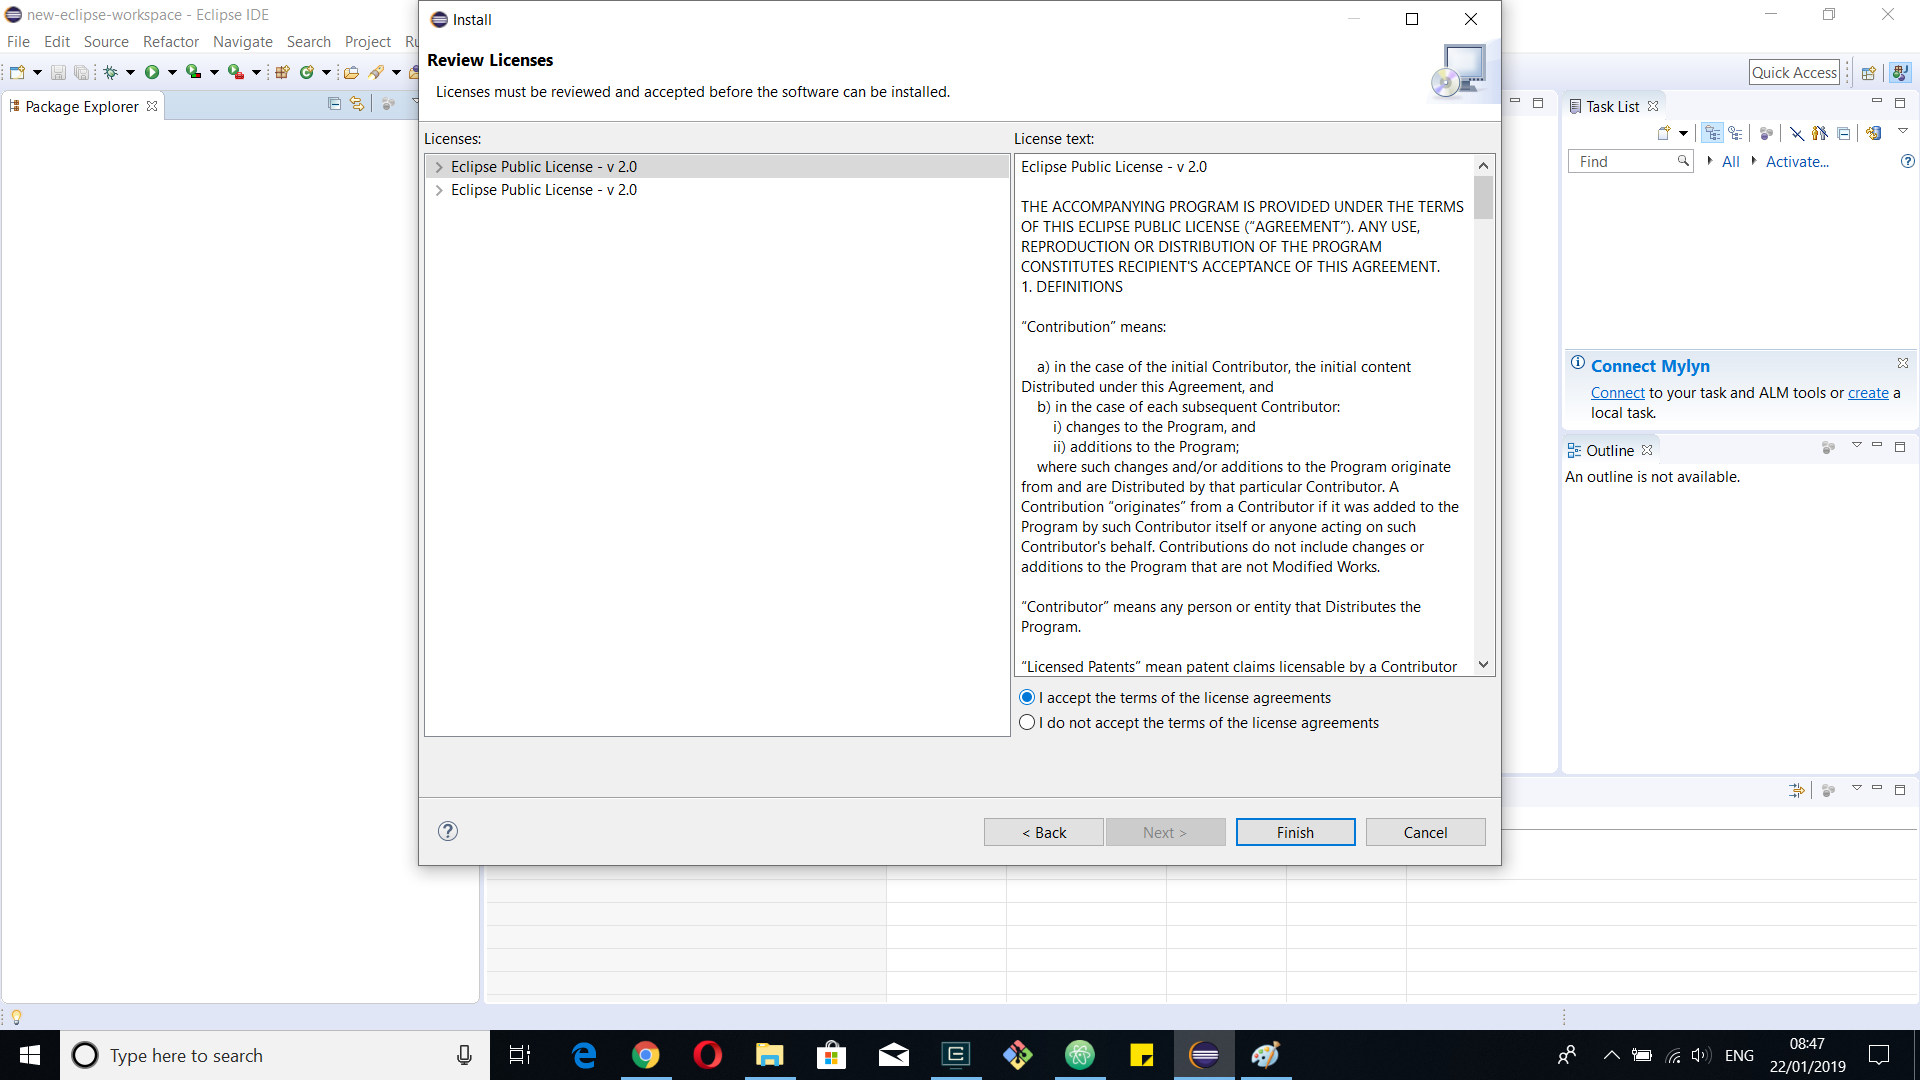 new-eclipse-workspace - Eclipse IDE
File Edit Source Refactor Navigate Search Project
Quick Access
Package Explorer
Install
Review Licenses
Licenses must be reviewed and accepted before the software can be installed.
Licenses:
Eclipse Public License - v 2.0
Eclipse Public License - v 2.0
License text:
Eclipse Public License - v 2.0
THE ACCOMPANYING PROGRAM IS PROVIDED UNDER THE TERMS
OF THIS ECLIPSE PUBLIC LICENSE (“AGREEMENT”). ANY USE,
REPRODUCTION OR DISTRIBUTION OF THE PROGRAM
CONSTITUTES RECIPIENT'S ACCEPTANCE OF THIS AGREEMENT.
1. DEFINITIONS
“Contribution” means:
a) in the case of the initial Contributor, the initial content
Distributed under this Agreement, and
b) in the case of each subsequent Contributor:
i) changes to the Program, and
ii) additions to the Program;
where such changes and/or additions to the Program originate
from and are Distributed by that particular Contributor. A
Contribution “originates” from a Contributor if it was added to the
Program by such Contributor itself or anyone acting on such
Contributor's behalf. Contributions do not include changes or
additions to the Program that are not Modified Works.
“Contributor” means any person or entity that Distributes the
Program.
“Licensed Patents” mean patent claims licensable by a Contributor
I accept the terms of the license agreements
I do not accept the terms of the license agreements
< Back
Next >
Finish
Cancel
Task List
Find
All
Activate...
Connect Mylyn
Connect to your task and ALM tools or create a
local task.
Outline
An outline is not available.
Type here to search
ENG
08:47
22/01/2019